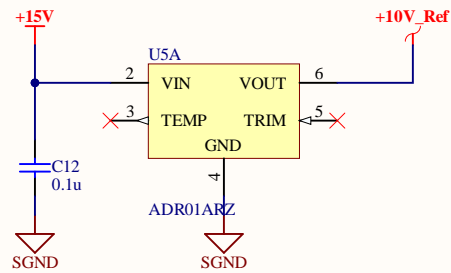 +15V
+10V_Ref
U5A
2 VIN VOUT 6
3 TEMP TRIM 5
GND
4
C12
0.1u
ADR01ARZ
SGND SGND